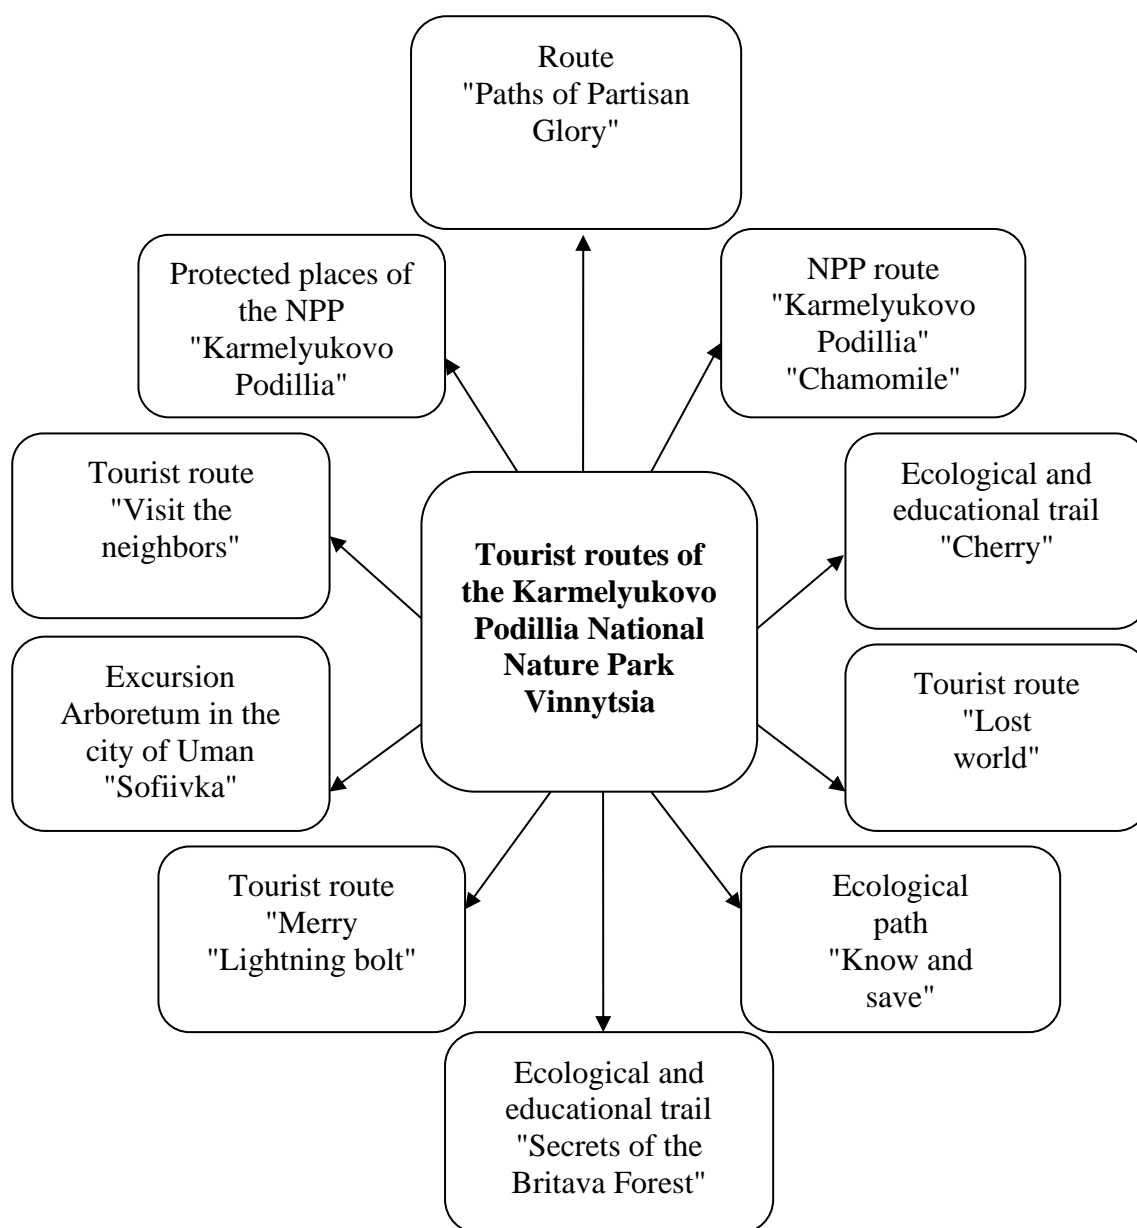 Route
"Paths of Partisan
Glory"
Protected places of
the NPP
"Karmelyukovo
Podillia"
NPP route
"Karmelyukovo
Podillia"
"Chamomile"
Tourist route
"Visit the
neighbors"
Ecological and
educational trail
"Cherry"
Tourist routes of
the Karmelyukovo
Podillia National
Nature Park
Vinnytsia
Excursion
Arboretum in the
city of Uman
"Sofiivka"
Tourist route
"Lost
world"
Tourist route
"Merry
"Lightning bolt"
Ecological
path
"Know and
save"
Ecological and
educational trail
"Secrets of the
Britava Forest"